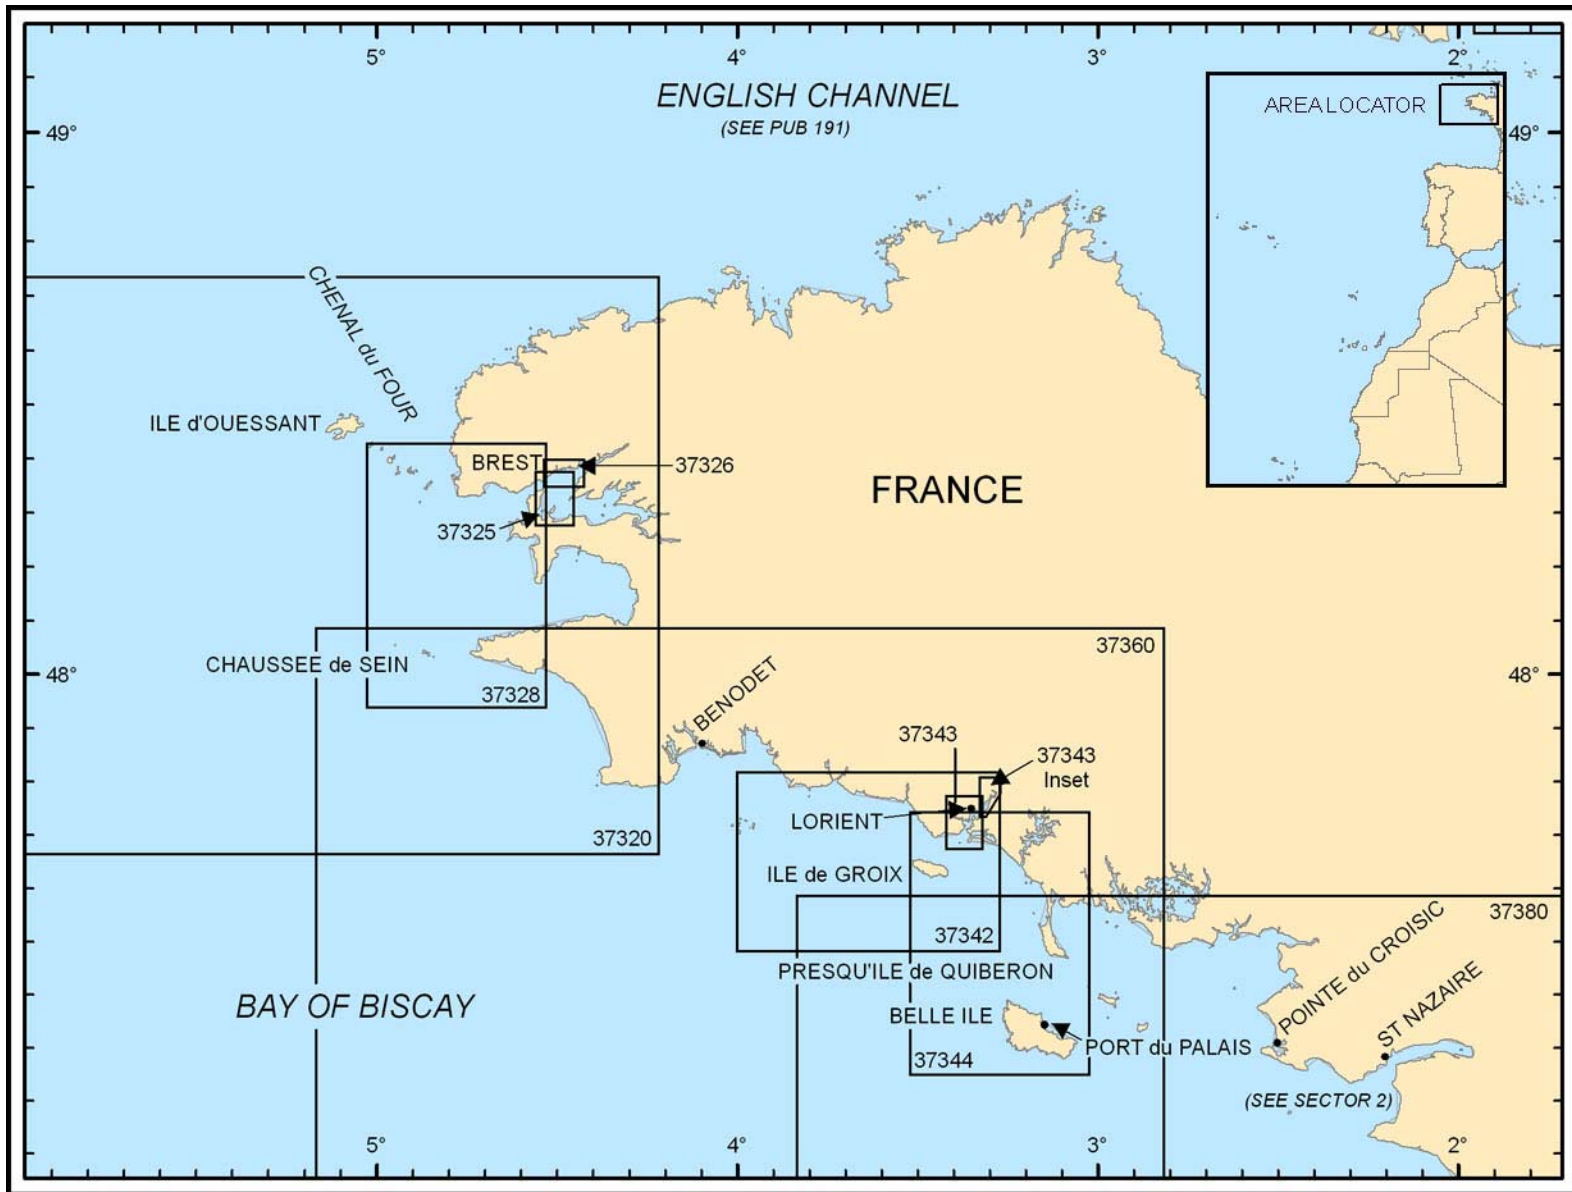 5°
4°
3°
2°
ENGLISH CHANNEL
(SEE PUB 191)
AREA LOCATOR
49°
49°
CHENAL du FOUR
ILE d'OUESSANT
BREST
37326
FRANCE
37325
37360
CHAUSSEE de SEIN
48°
48°
37328
BENODET
37343
37343
Inset
LORIENT
37320
ILE de GROIX
37380
37342
PRESQU'ILE de QUIBERON
POINTE du CROISIC
ST NAZAIRE
BAY OF BISCAY
BELLE ILE
PORT du PALAIS
37344
(SEE SECTOR 2)
5°
4°
3°
2°